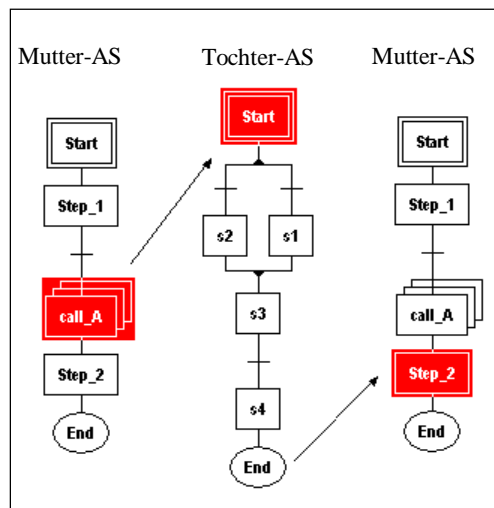 Mutter-AS
Start
Step_1
call_A
Step_2
End
Tochter-AS
Start
s2
s1
s3
s4
End
Mutter-AS
Start
Step_1
call_A
Step_2
End